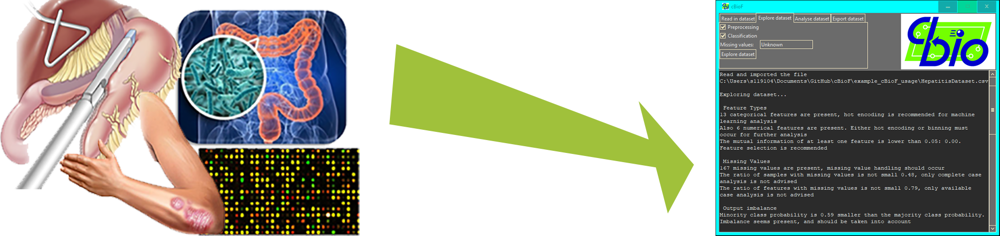 cBioF
Read in dataset Explore dataset Analyse dataset Export dataset
Preprocessing
Classification
Missing values: Unknown
Explore dataset
cbio
Read and imported the file
C:\Users\s119104\Documents\GitHub\cBioF\example_cBioF_usage\HepatitisDataset.csv
Exploring dataset...
Feature Types
13 categorical features are present, hot encoding is recommended for machine
learning analysis
Also 6 numerical features are present. Either hot encoding or binning must
occur for further analysis
The mutual information of at least one feature is lower than 0.05: 0.00.
Feature selection is recommended
Missing Values
167 missing values are present, missing value handling should occur
The ratio of samples with missing values is not small 0.48, only complete case
analysis is not advised
The ratio of features with missing values is not small 0.79, only available
case analysis is not advised
Output imbalance
Minority class probability is 0.59 smaller than the majority class probability.
Imbalance seems present, and should be taken into account